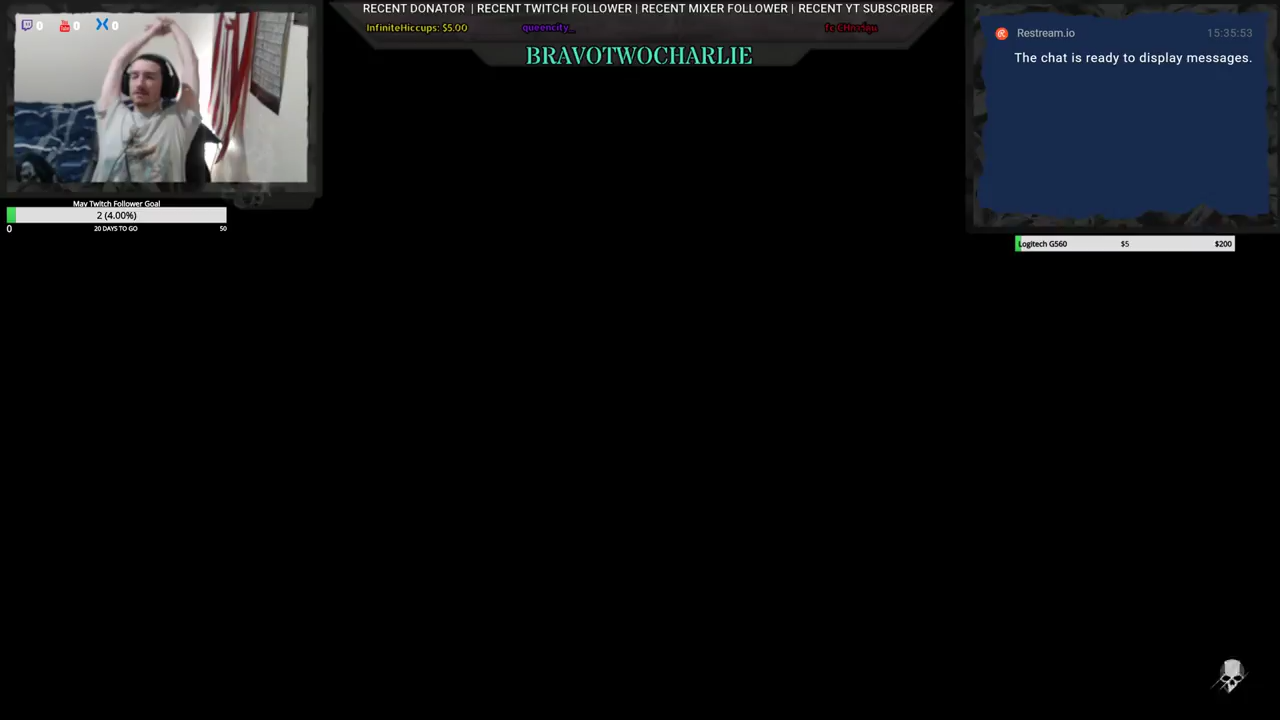 0 0 0
RECENT DONATOR | RECENT TWITCH FOLLOWER | RECENT MIXER FOLLOWER | RECENT YT SUBSCRIBER
InfiniteHiccups: $5.00 queencity_
BRAVOTWOCHARLIE
Restream.io 15:35:53
The chat is ready to display messages.
May Twitch Follower Goal
2 (4.00%)
0 20 DAYS TO GO 50
Logitech G560 $5 $200